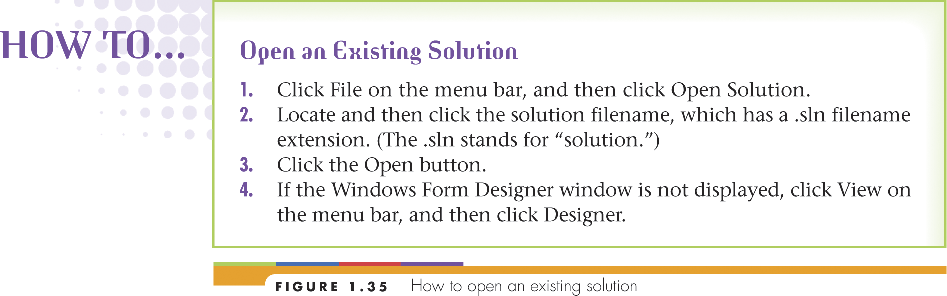 HOW TO...
Open an Existing Solution
1. Click File on the menu bar, and then click Open Solution.
2. Locate and then click the solution filename, which has a .sln filename
extension. (The .sln stands for “solution.”)
3. Click the Open button.
4. If the Windows Form Designer window is not displayed, click View on
the menu bar, and then click Designer.
FIGURE 1.35 How to open an existing solution